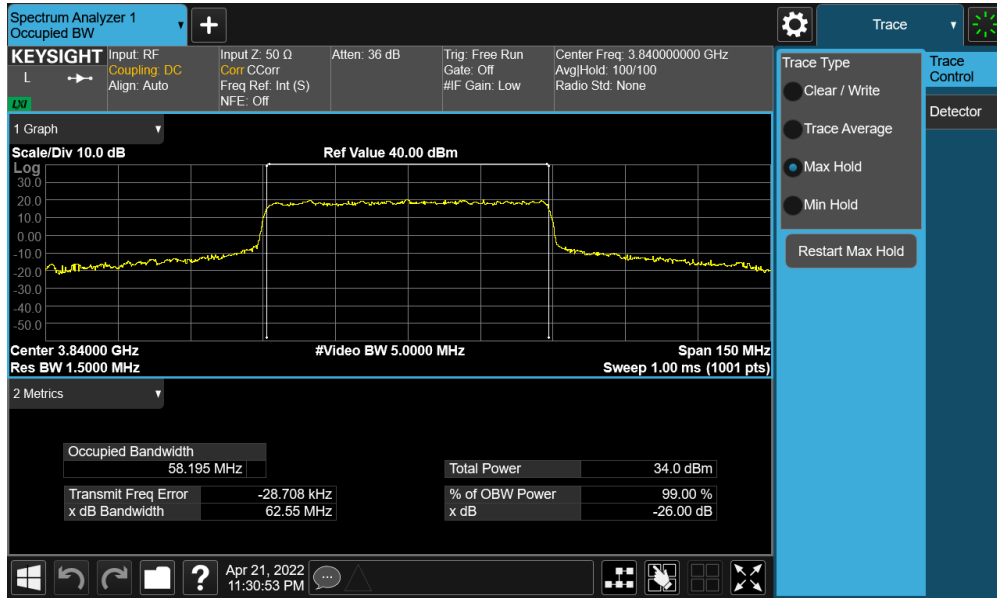 Spectrum Analyzer 1
Occupied BW
+
Trace
KEYSIGHT
L
LXI
Input: RF
Coupling: DC
Align: Auto
Input Z: 50 Ω
Corr CCorr
Freq Ref: Int (S)
NFE: Off
Atten: 36 dB
Trig: Free Run
Gate: Off
#IF Gain: Low
Center Freq: 3.840000000 GHz
Avg|Hold: 100/100
Radio Std: None
Trace Type
Clear / Write
Trace Average
Max Hold
Min Hold
Restart Max Hold
Trace
Control
Detector
1 Graph
Scale/Div 10.0 dB
Ref Value 40.00 dBm
Log
30.0
20.0
10.0
0.00
-10.0
-20.0
-30.0
-40.0
-50.0
Center 3.84000 GHz
#Video BW 5.0000 MHz
Span 150 MHz
Res BW 1.5000 MHz
Sweep 1.00 ms (1001 pts)
2 Metrics
Occupied Bandwidth
58.195 MHz
Total Power 34.0 dBm
Transmit Freq Error -28.708 kHz
% of OBW Power 99.00 %
x dB Bandwidth 62.55 MHz
x dB -26.00 dB
?
Apr 21, 2022
11:30:53 PM